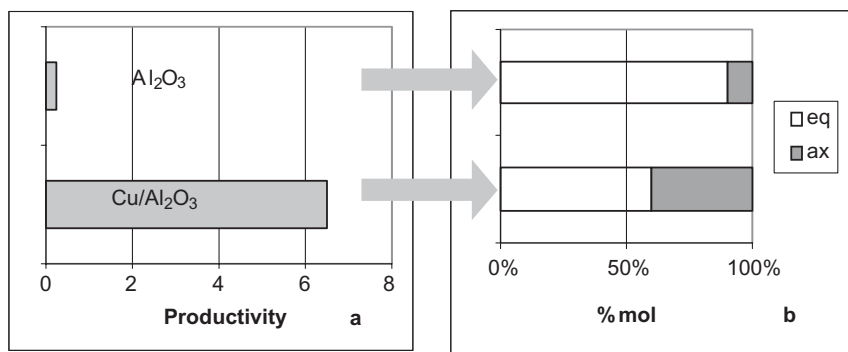 Al₂O₃
Cu/Al₂O₃
0 2 4 6 8
Productivity a
eq
ax
0% 50% 100%
% mol b